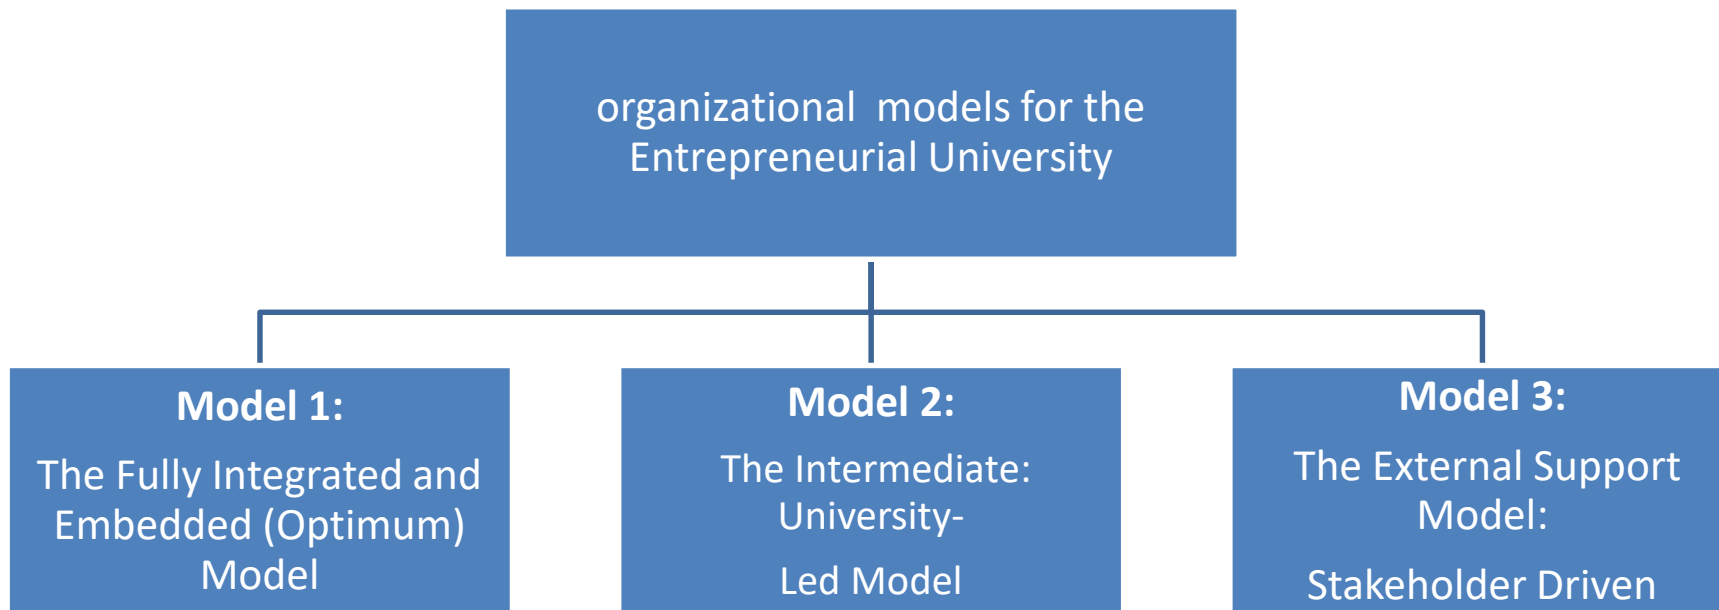 organizational  models for the
Entrepreneurial University
Model 1:
The Fully Integrated and
Embedded (Optimum)
Model
Model 2:
The Intermediate:
University-
Led Model
Model 3:
The External Support
Model:
Stakeholder Driven